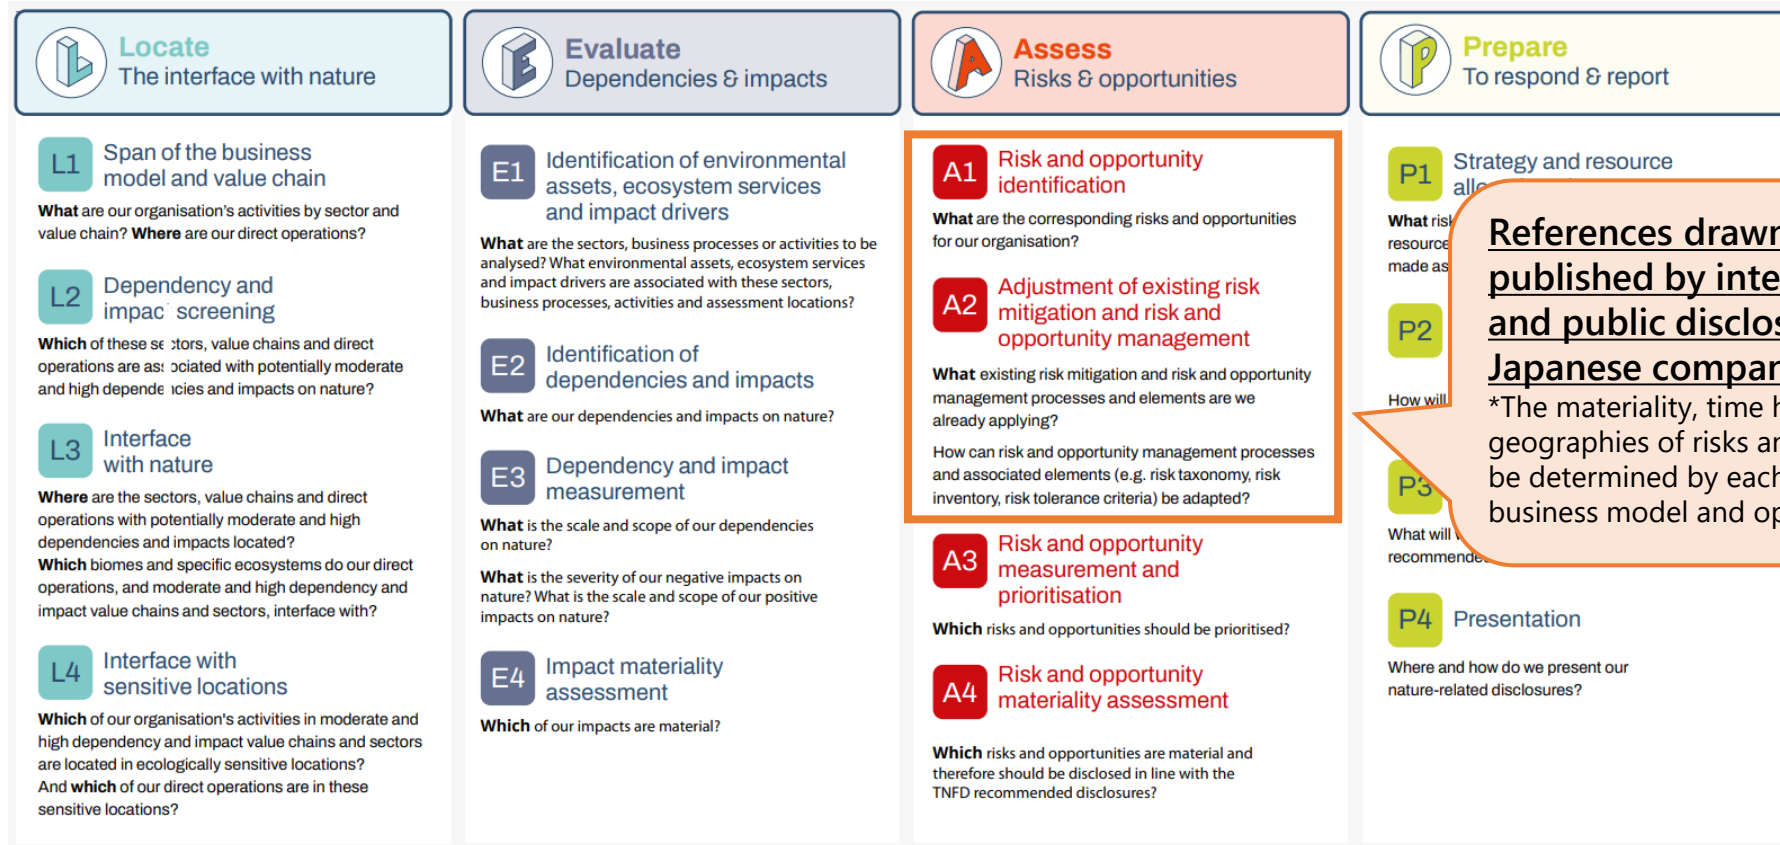 Locate
The interface with nature
L1
Span of the business
model and value chain
What are our organisation's activities by sector and
value chain? Where are our direct operations?
L2
Dependency and
impac screening
Which of these sectors, value chains and direct
operations are associated with potentially moderate
and high dependencies and impacts on nature?
L3
Interface
with nature
Where are the sectors, value chains and direct
operations with potentially moderate and high
dependencies and impacts located?
Which biomes and specific ecosystems do our direct
operations, and moderate and high dependency and
impact value chains and sectors, interface with?
L4
Interface with
sensitive locations
Which of our organisation's activities in moderate and
high dependency and impact value chains and sectors
are located in ecologically sensitive locations?
And which of our direct operations are in these
sensitive locations?
Evaluate
Dependencies & impacts
E1
Identification of environmental
assets, ecosystem services
and impact drivers
What are the sectors, business processes or activities to be
analysed? What environmental assets, ecosystem services
and impact drivers are associated with these sectors,
business processes, activities and assessment locations?
E2
Identification of
dependencies and impacts
What are our dependencies and impacts on nature?
E3
Dependency and impact
measurement
What is the scale and scope of our dependencies
on nature?
What is the severity of our negative impacts on
nature? What is the scale and scope of our positive
impacts on nature?
E4
Impact materiality
assessment
Which of our impacts are material?
Assess
Risks & opportunities
A1
Risk and opportunity
identification
What are the corresponding risks and opportunities
for our organisation?
A2
Adjustment of existing risk
mitigation and risk and
opportunity management
What existing risk mitigation and risk and opportunity
management processes and elements are we
already applying?
How can risk and opportunity management processes
and associated elements (e.g. risk taxonomy, risk
inventory, risk tolerance criteria) be adapted?
A3
Risk and opportunity
measurement and
prioritisation
Which risks and opportunities should be prioritised?
A4
Risk and opportunity
materiality assessment
Which risks and opportunities are material and
therefore should be disclosed in line with the
TNFD recommended disclosures?
Prepare
To respond & report
P1
Strategy and resource
What
resource
made as
P2
How will
P3
What will
P4
Presentation
Where and how do we present our
nature-related disclosures?
References drawn
published by
and public
Japanese
*The materiality, time
geographies of risks
be determined by each
business model and